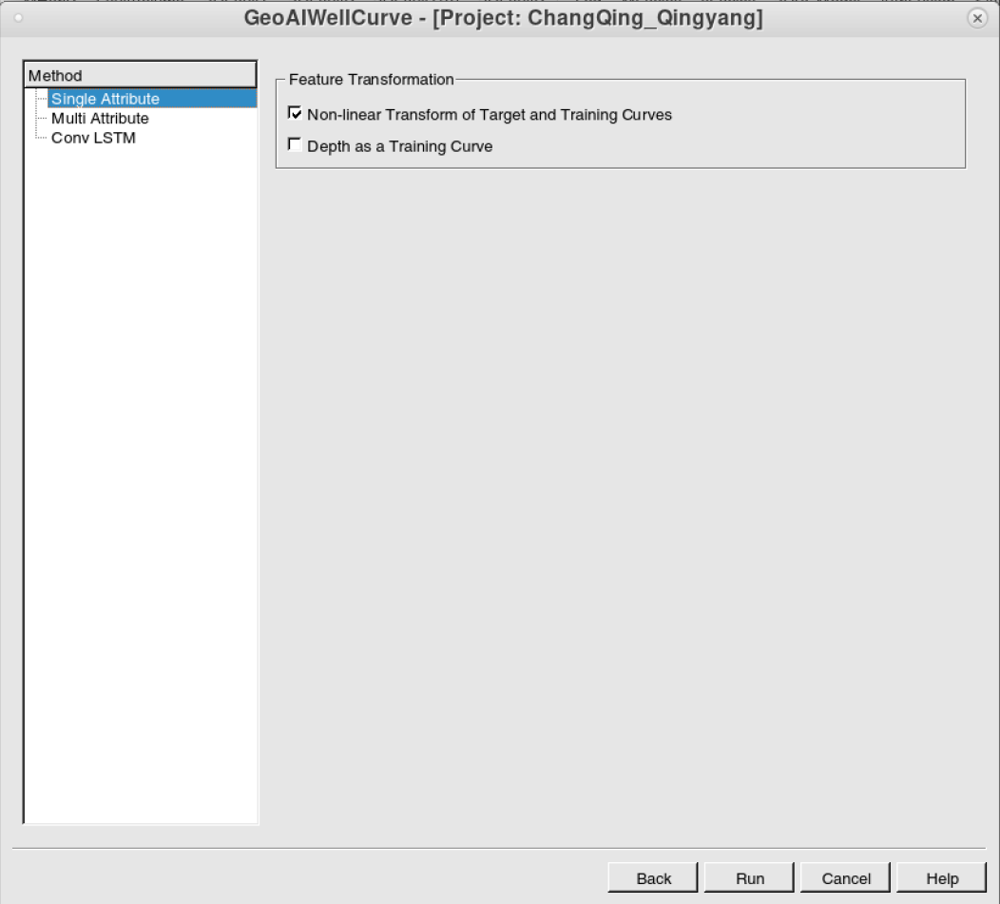 GeoAIWellCurve - [Project: ChangQing_Qingyang]
Method
Single Attribute
Multi Attribute
Conv LSTM
Feature Transformation
Non-linear Transform of Target and Training Curves
Depth as a Training Curve
Back
Run
Cancel
Help